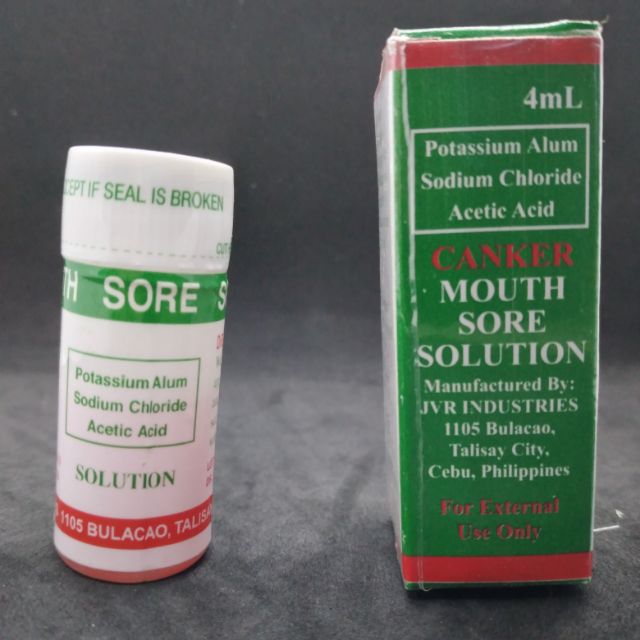 CEPT IF SEAL IS BROKEN
CUT
TH SORE S
Potassium Alum
Sodium Chloride
Acetic Acid
SOLUTION
1105 BULACAO, TALISA
4mL
Potassium Alum
Sodium Chloride
Acetic Acid
CANKER
MOUTH
SORE
SOLUTION
Manufactured By:
JVR INDUSTRIES
1105 Bulacao,
Talisay City,
Cebu, Philippines
For External
Use Only